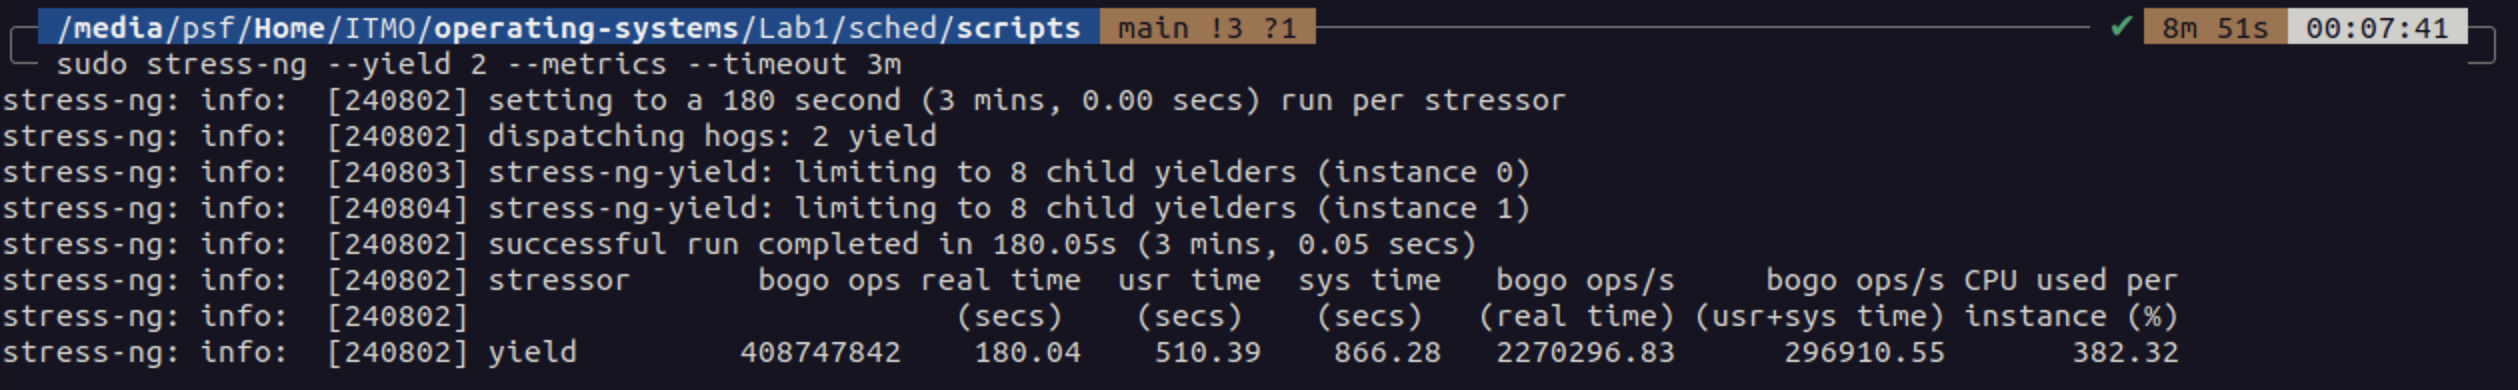 /media/psf/Home/ITMO/operating-systems/Lab1/sched/scripts main !3 ?1 ✔ 8m 51s 00:07:41
sudo stress-ng --yield 2 --metrics --timeout 3m
stress-ng: info:  [240802] setting to a 180 second (3 mins, 0.00 secs) run per stressor
stress-ng: info:  [240802] dispatching hogs: 2 yield
stress-ng: info:  [240803] stress-ng-yield: limiting to 8 child yielders (instance 0)
stress-ng: info:  [240804] stress-ng-yield: limiting to 8 child yielders (instance 1)
stress-ng: info:  [240802] successful run completed in 180.05s (3 mins, 0.05 secs)
stress-ng: info:  [240802] stressor       bogo ops real time  usr time  sys time   bogo ops/s     bogo ops/s CPU used per
stress-ng: info:  [240802]                           (secs)    (secs)    (secs)   (real time) (usr+sys time) instance (%)
stress-ng: info:  [240802] yield         408747842    180.04    510.39    866.28   2270296.83      296910.55       382.32